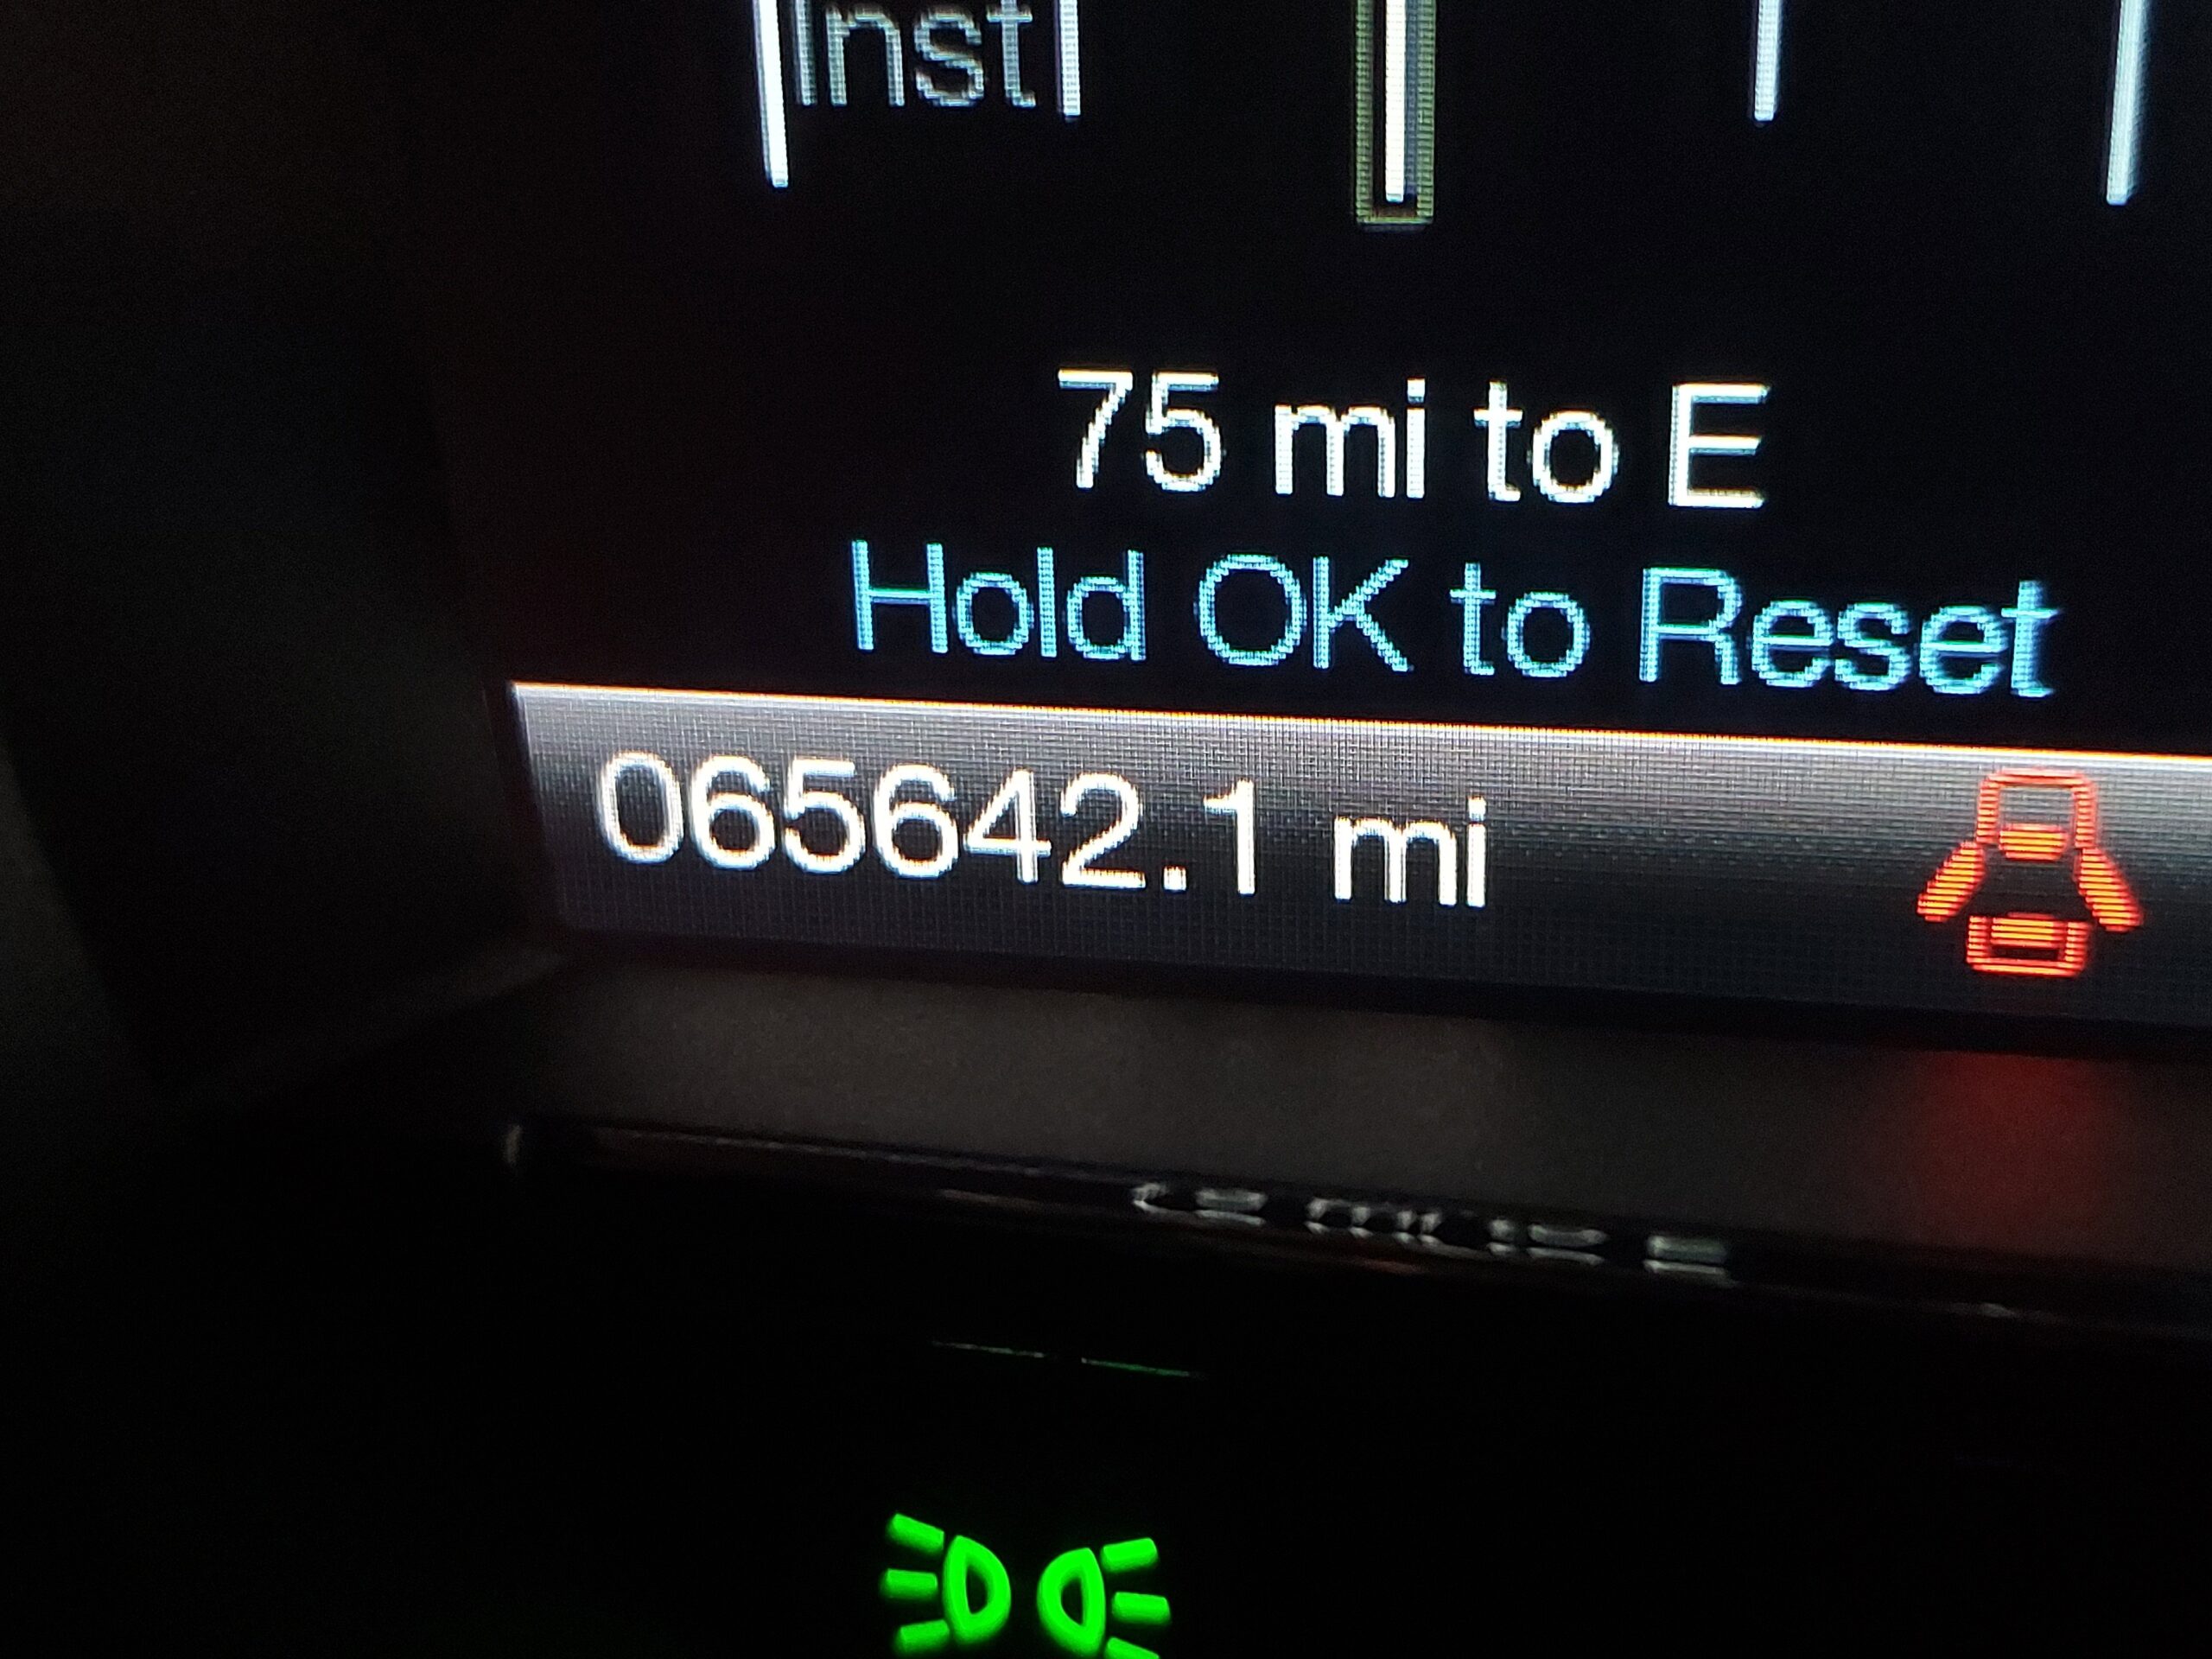 Inst
75 mi to E
Hold OK to Reset
065642.1 mi